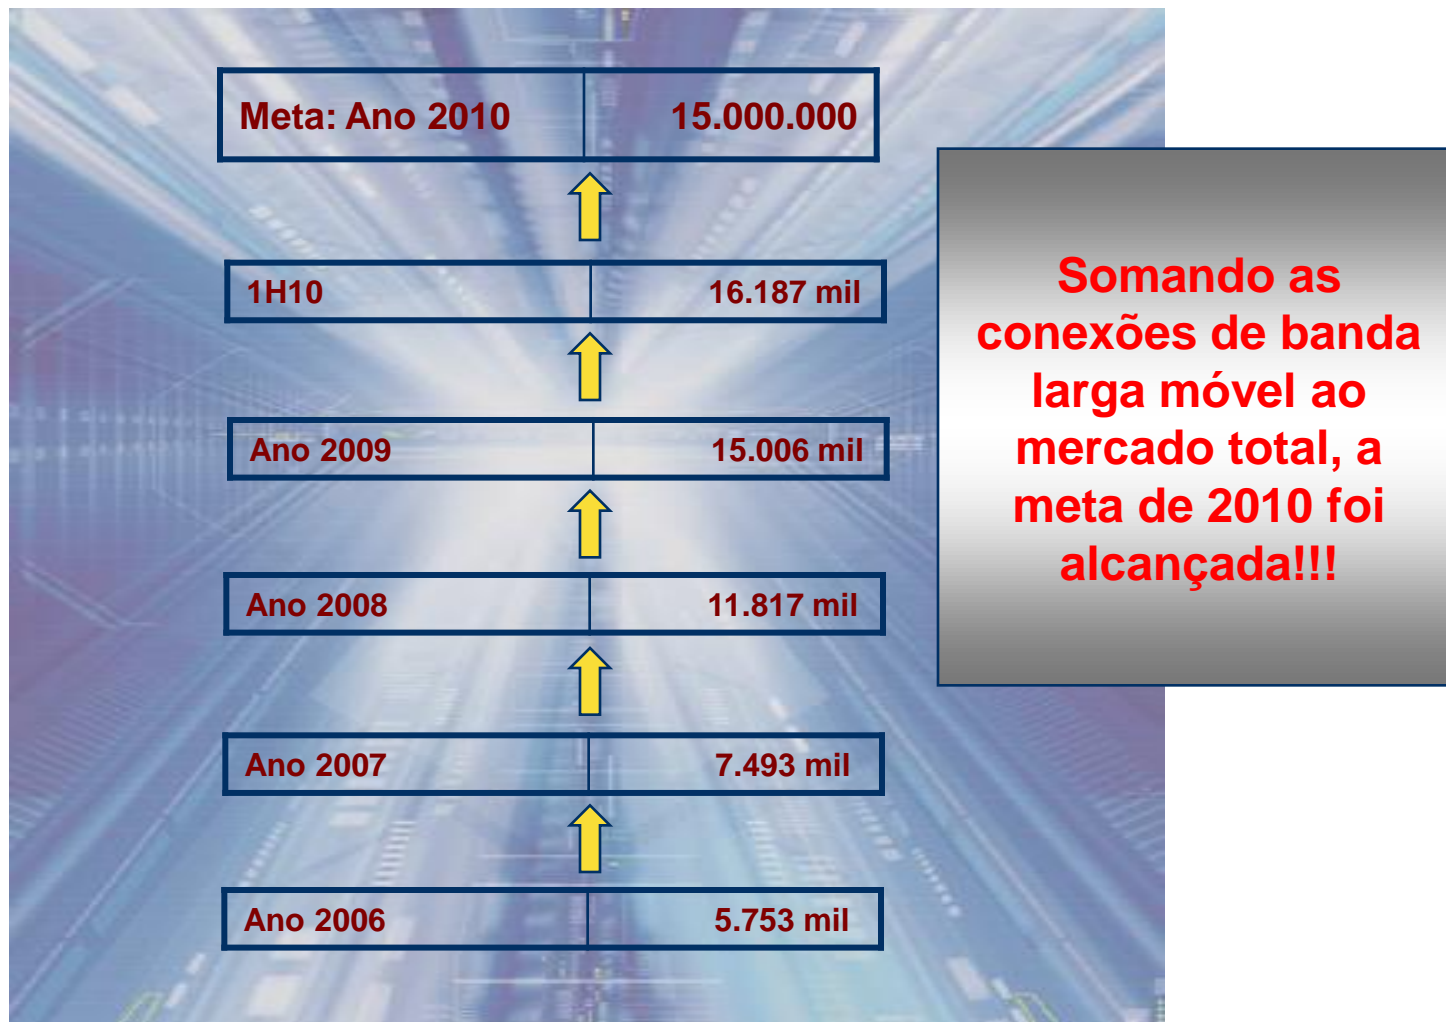 Meta: Ano 2010 15.000.000
1H10 16.187 mil
Ano 2009 15.006 mil
Ano 2008 11.817 mil
Ano 2007 7.493 mil
Ano 2006 5.753 mil
Somando as
conexões de banda
larga móvel ao
mercado total, a
meta de 2010 foi
alcançada!!!